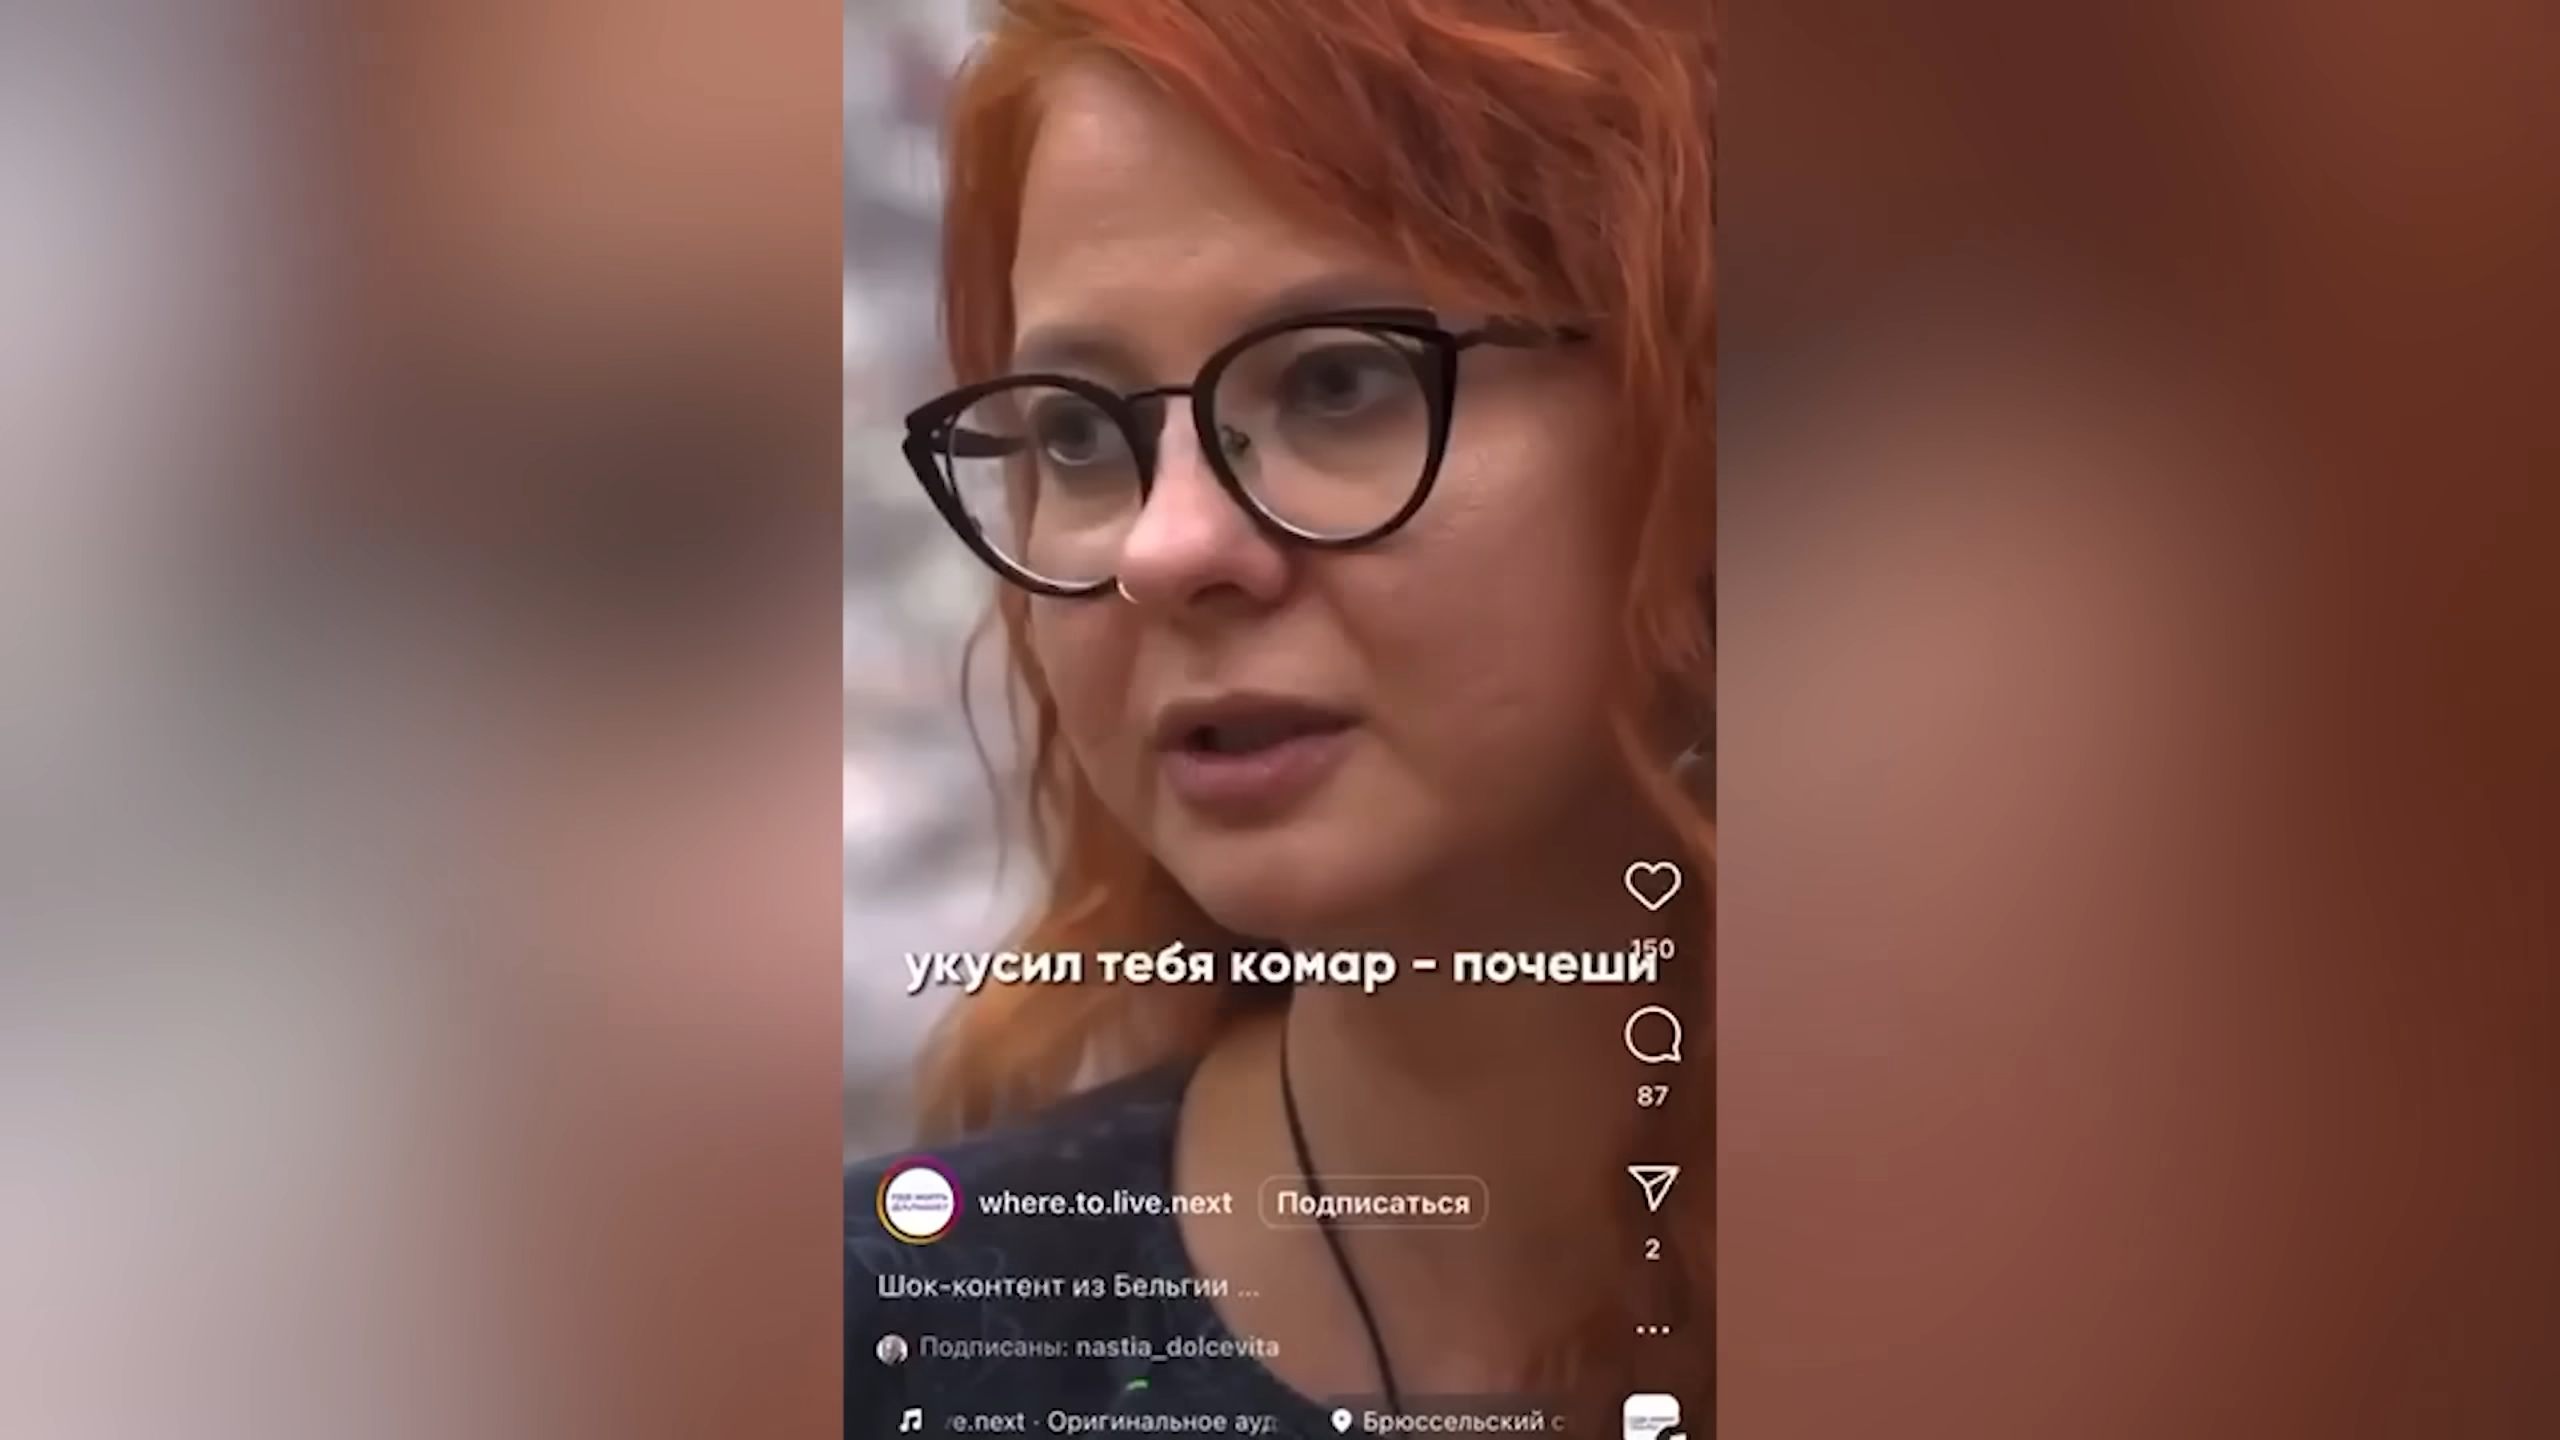 укусил тебя комар - почеши
150
87
where.to.live.next
Подписаться
2
Шок-контент из Бельгии ...
Подписаны: nastia_dolcevita
e.next · Оригинальное ауд
Брюссельский с